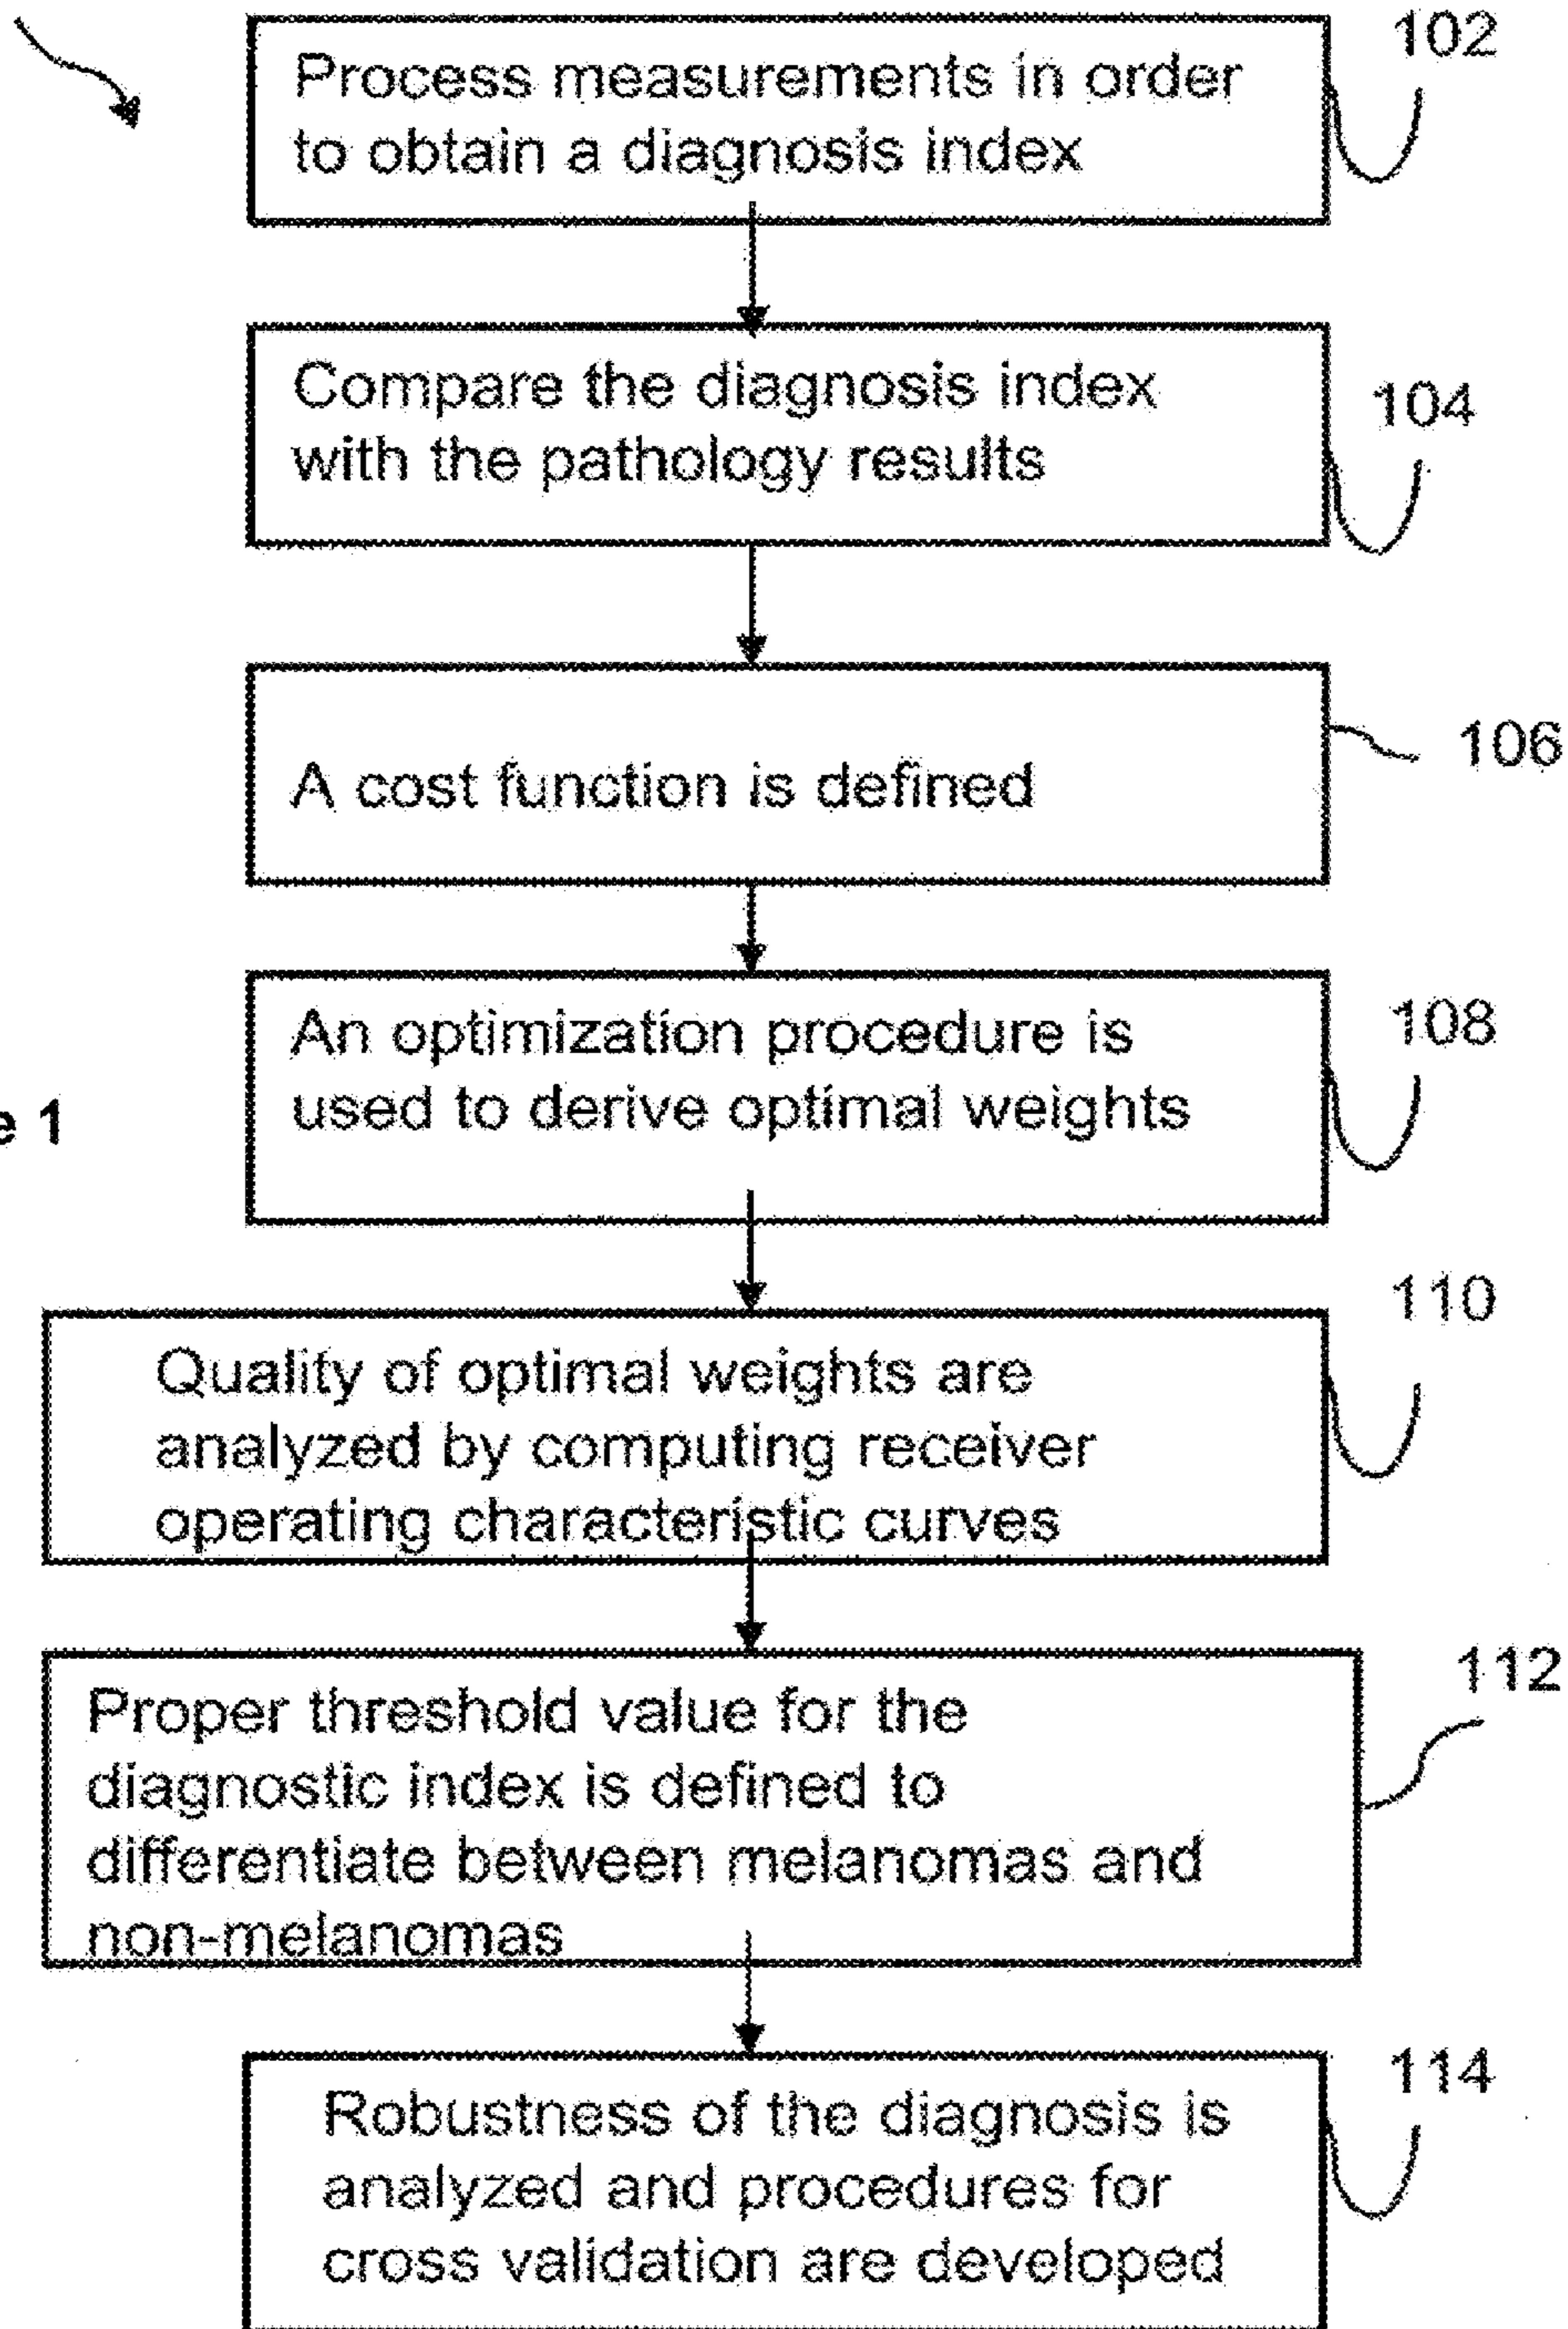 102
Process measurements in order
to obtain a diagnosis index
Compare the diagnosis index
with the pathology results
104
106
A cost function is defined
108
An optimization procedure is
used to derive optimal weights
e 1
110
Quality of optimal weights are
analyzed by computing receiver
operating characteristic curves
112
Proper threshold value for the
diagnostic index is defined to
differentiate between melanomas and
non-melanomas
114
Robustness of the diagnosis is
analyzed and procedures for
cross validation are developed